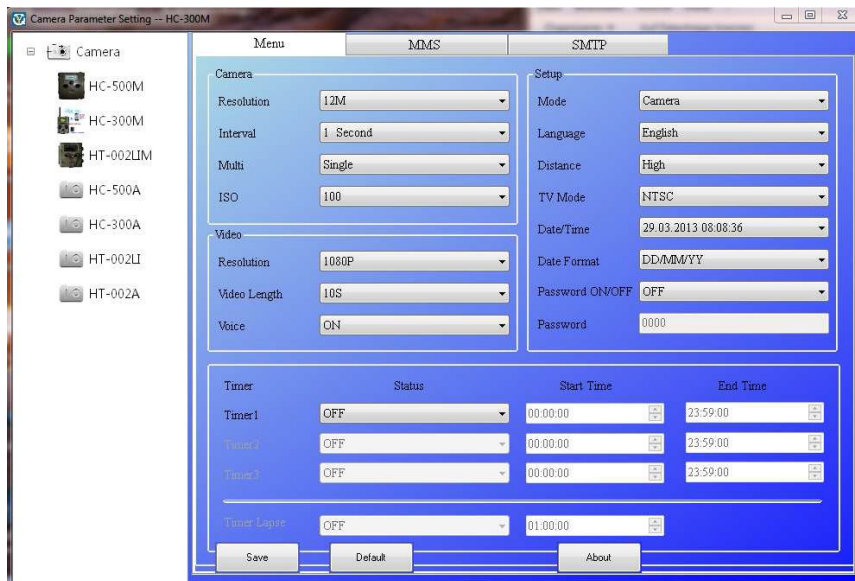 Camera Parameter Setting -- HC-300M
Camera
HC-500M
HC-300M
HT-002LIM
HC-500A
HC-300A
HT-002LI
HT-002A
Menu MMS SMTP
Camera
Resolution 12M
Interval 1 Second
Multi Single
ISO 100
Video
Resolution 1080P
Video Length 10S
Voice ON
Setup
Mode Camera
Language English
Distance High
TV Mode NTSC
Date/Time 29.03.2013 08:08:36
Date Format DD/MM/YY
Password ON/OFF OFF
Password 0000
Timer Status Start Time End Time
Timer1 OFF 00:00:00 23:59:00
Timer2 OFF 00:00:00 23:59:00
Timer3 OFF 00:00:00 23:59:00
Timer Lapse OFF 01:00:00
Save Default About